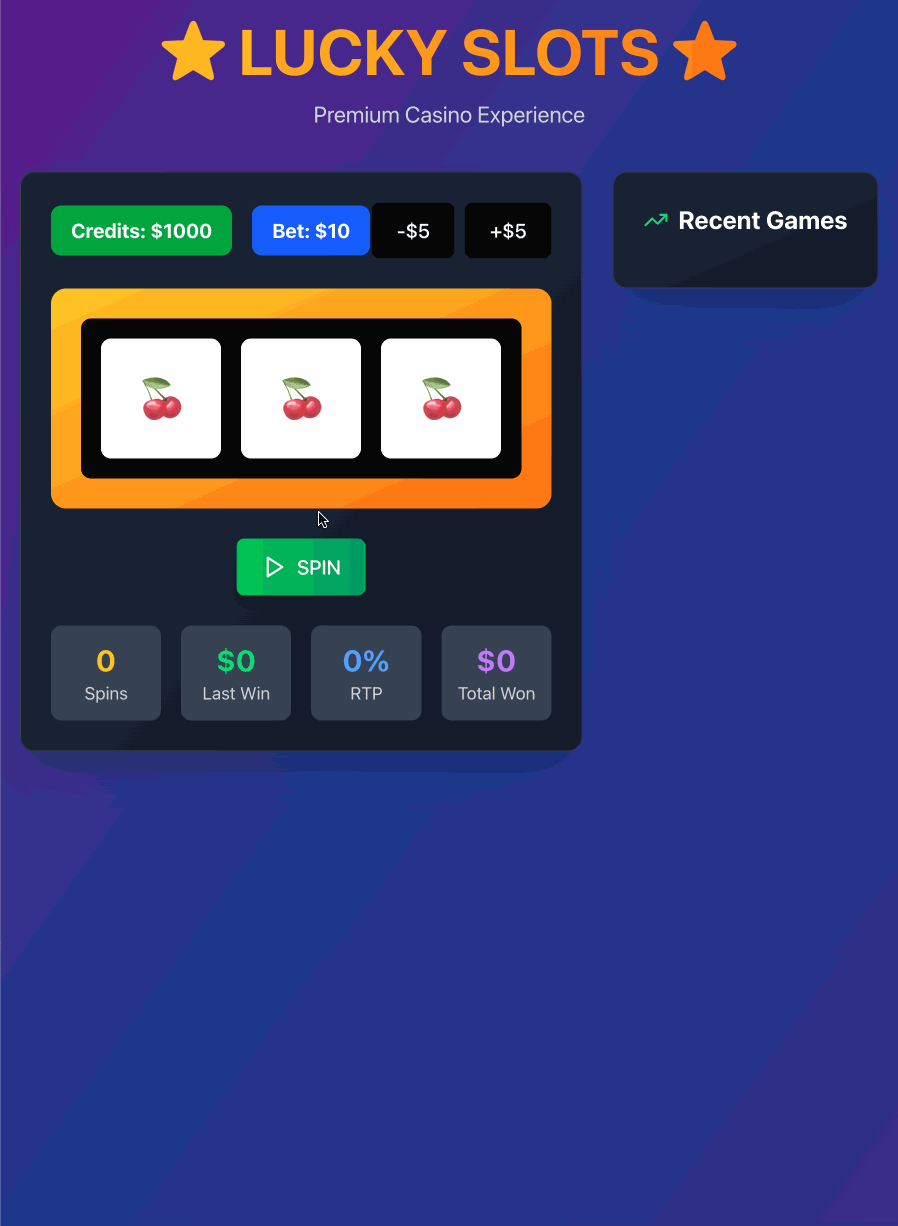 LUCKY SLOTS
Premium Casino Experience
Credits: $1000
Bet: $10
-$5
+$5
Recent Games
SPIN
0
Spins
$0
Last Win
0%
RTP
$0
Total Won